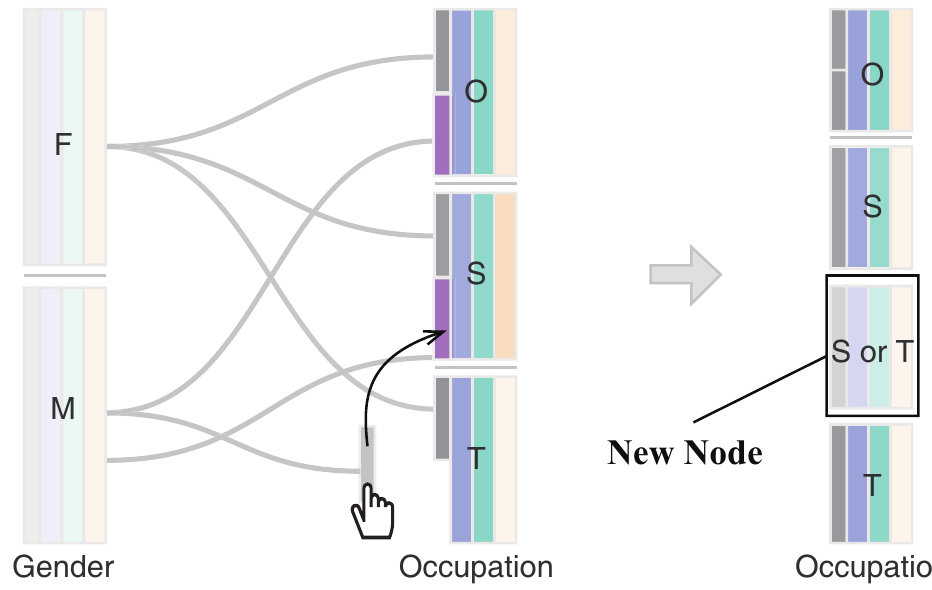 F
M
Gender
O
S
T
Occupation
O
S
S or T
T
New Node
Occupatio